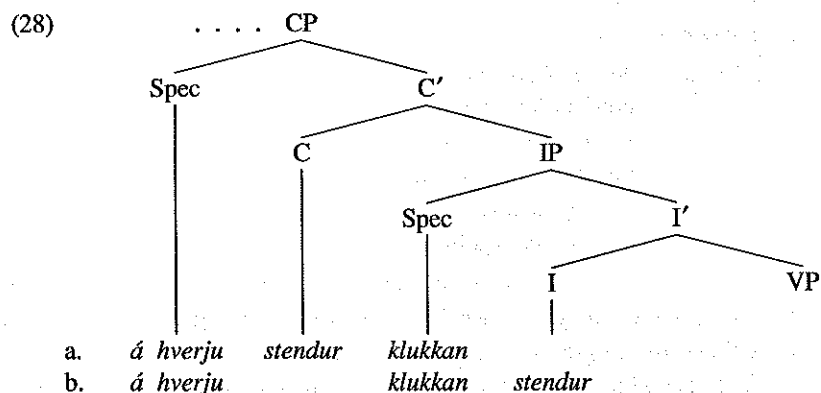 (28) . . . . CP
Spec C′
C IP
Spec I′
I VP
a. á hverju stendur klukkan
b. á hverju klukkan stendur